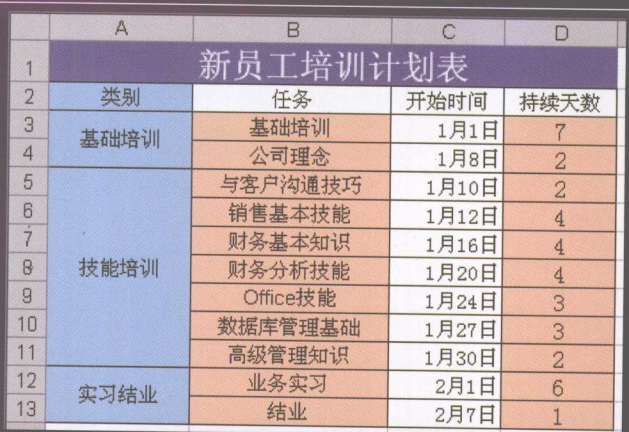 A B C D
1 新员工培训计划表
2 类别 任务 开始时间 持续天数
3 基础培训 基础培训 1月1日 7
4 公司理念 1月8日 2
5 技能培训 与客户沟通技巧 1月10日 2
6 销售基本技能 1月12日 4
7 财务基本知识 1月16日 4
8 财务分析技能 1月20日 4
9 Office技能 1月24日 3
10 数据库管理基础 1月27日 3
11 高级管理知识 1月30日 2
12 实习结业 业务实习 2月1日 6
13 结业 2月7日 1